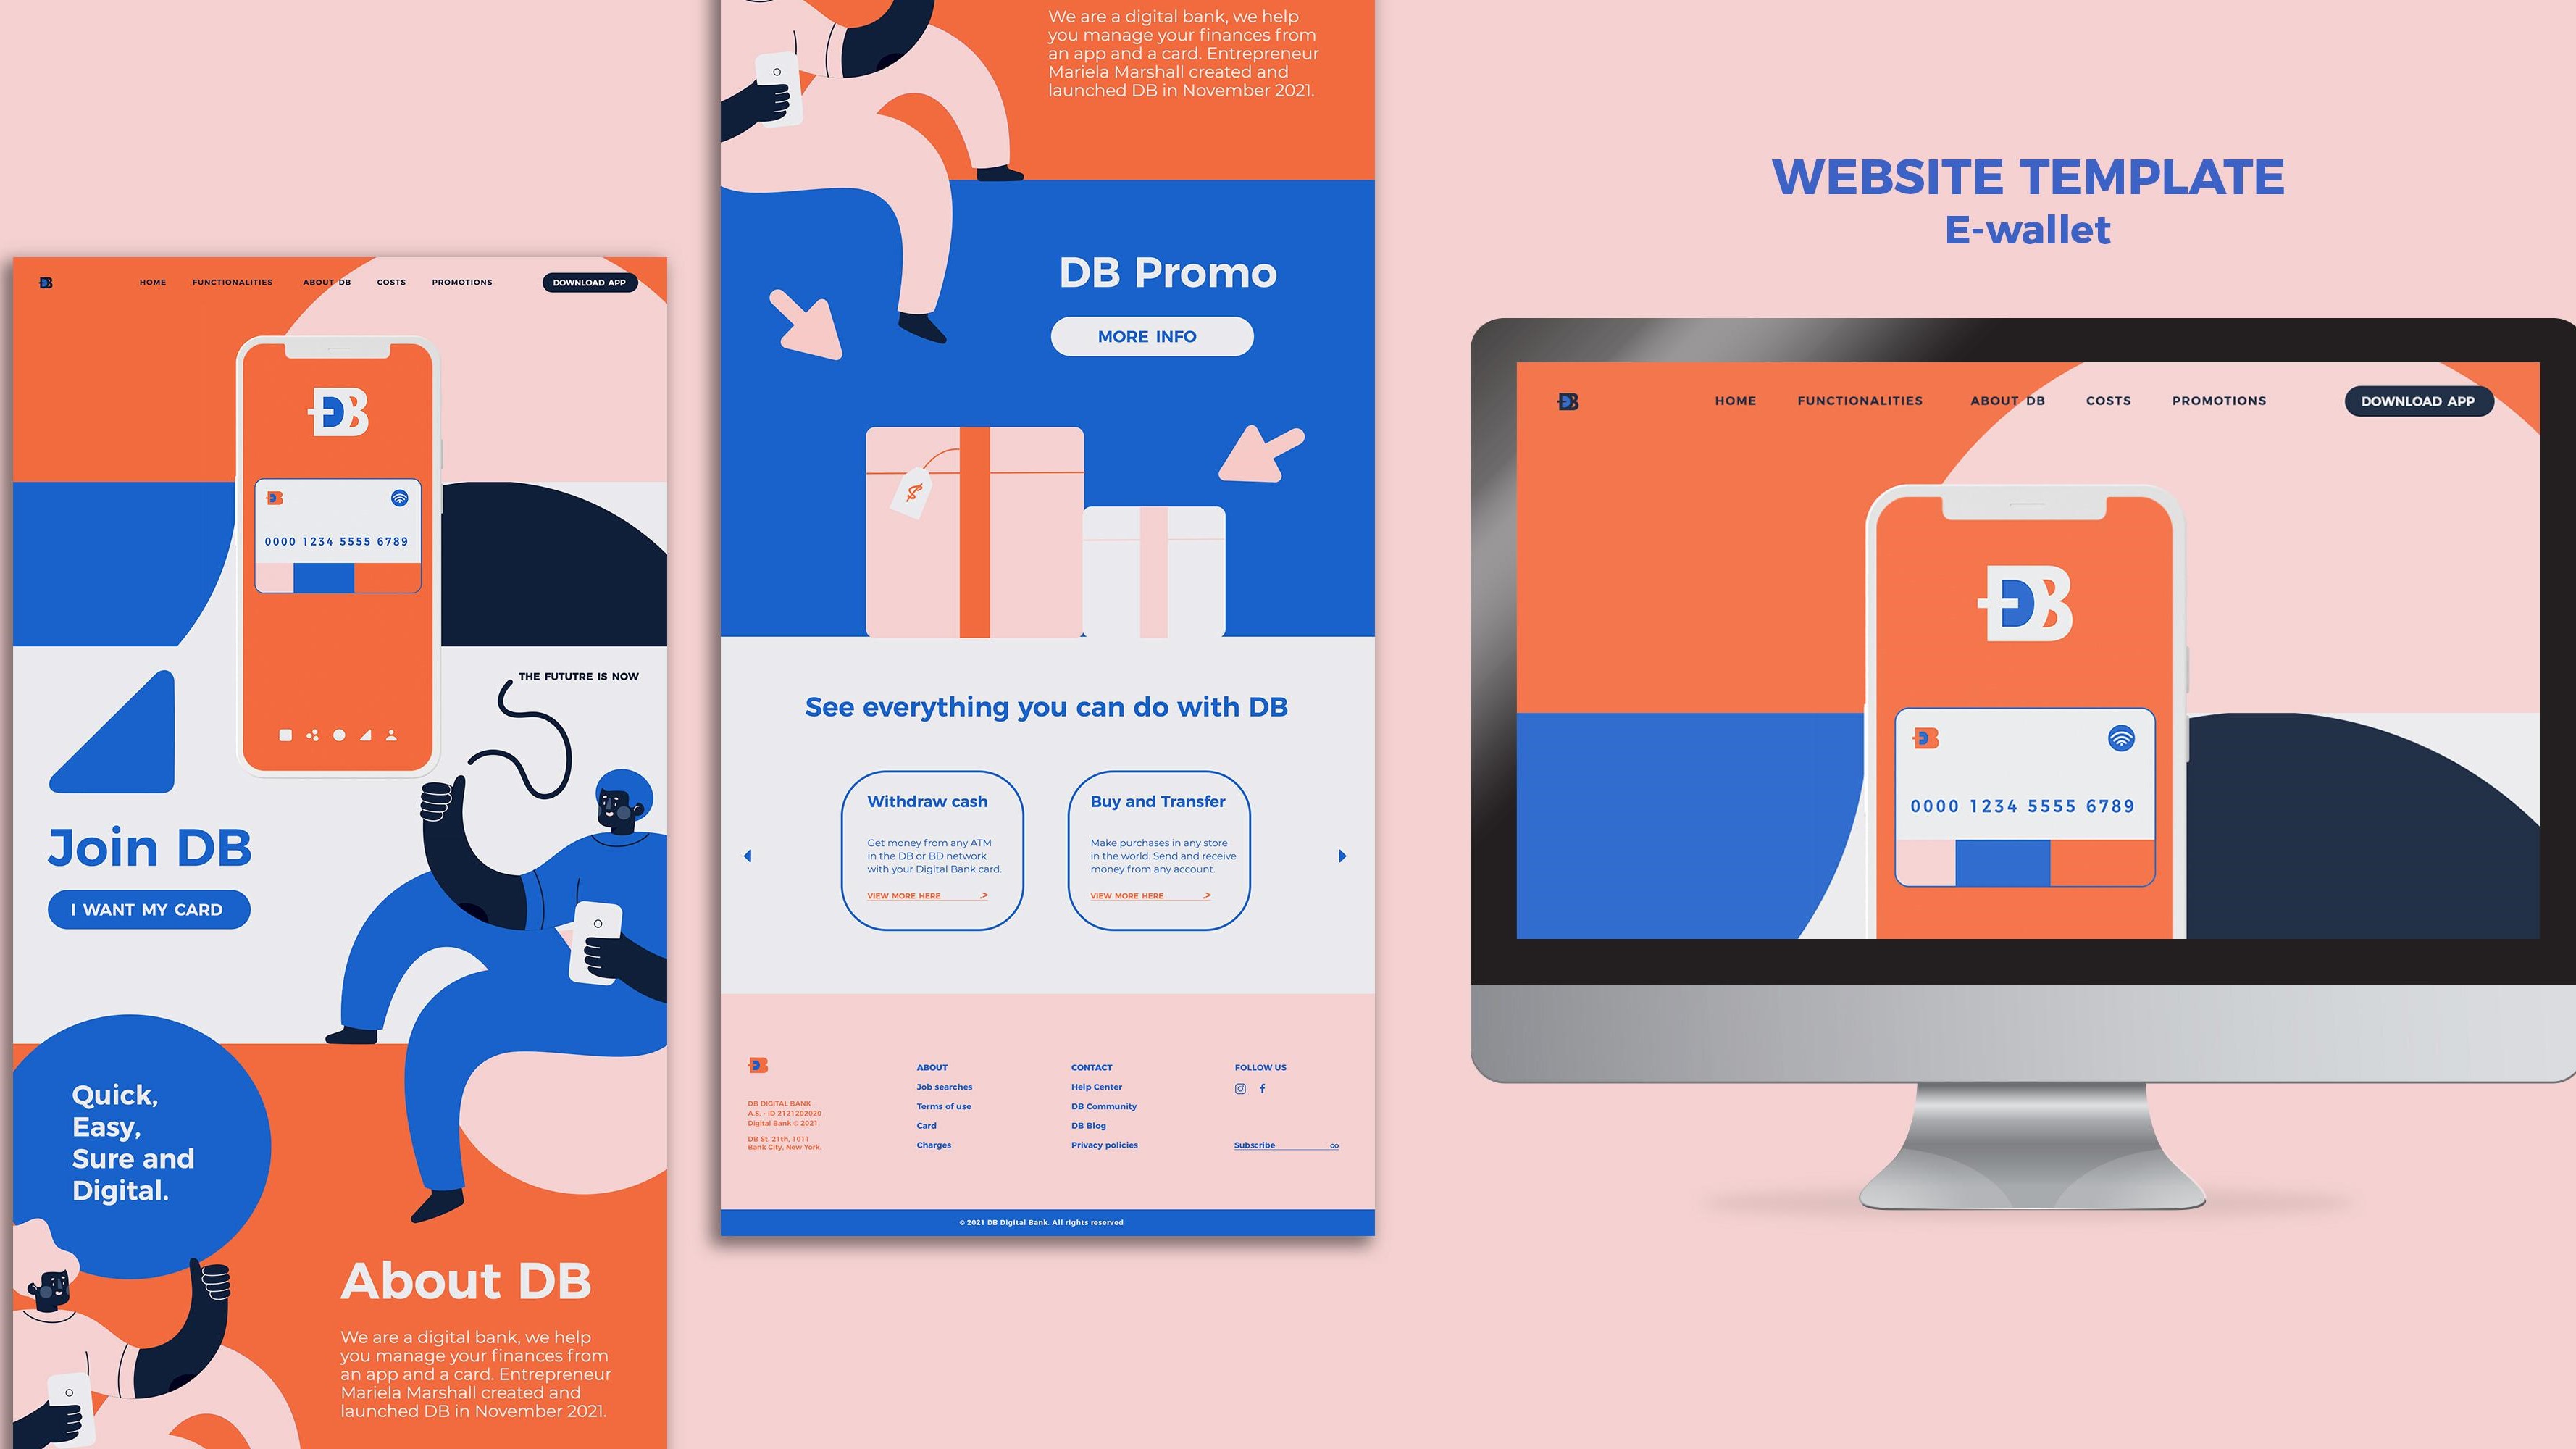 DB
HOME FUNCTIONALITIES ABOUT DB COSTS PROMOTIONS DOWNLOAD APP
DB
DB
0000 1234 5555 6789
THE FUTUTRE IS NOW
Join DB
I WANT MY CARD
Quick,
Easy,
Sure and
Digital.
About DB
We are a digital bank, we help
you manage your finances from
an app and a card. Entrepreneur
Mariela Marshall created and
launched DB in November 2021.
We are a digital bank, we help
you manage your finances from
an app and a card. Entrepreneur
Mariela Marshall created and
launched DB in November 2021.
DB Promo
MORE INFO
$
See everything you can do with DB
Withdraw cash
Get money from any ATM
in the DB or BD network
with your Digital Bank card.
VIEW MORE HERE .>
Buy and Transfer
Make purchases in any store
in the world. Send and receive
money from any account.
VIEW MORE HERE .>
DB
DB DIGITAL BANK
A.S. - ID 2121202020
Digital Bank © 2021
DB St. 21th, 1011
Bank City, New York.
ABOUT
Job searches
Terms of use
Card
Charges
CONTACT
Help Center
DB Community
DB Blog
Privacy policies
FOLLOW US
Subscribe GO
© 2021 DB Digital Bank. All rights reserved
WEBSITE TEMPLATE
E-wallet
DB
HOME FUNCTIONALITIES ABOUT DB COSTS PROMOTIONS DOWNLOAD APP
DB
DB
0000 1234 5555 6789